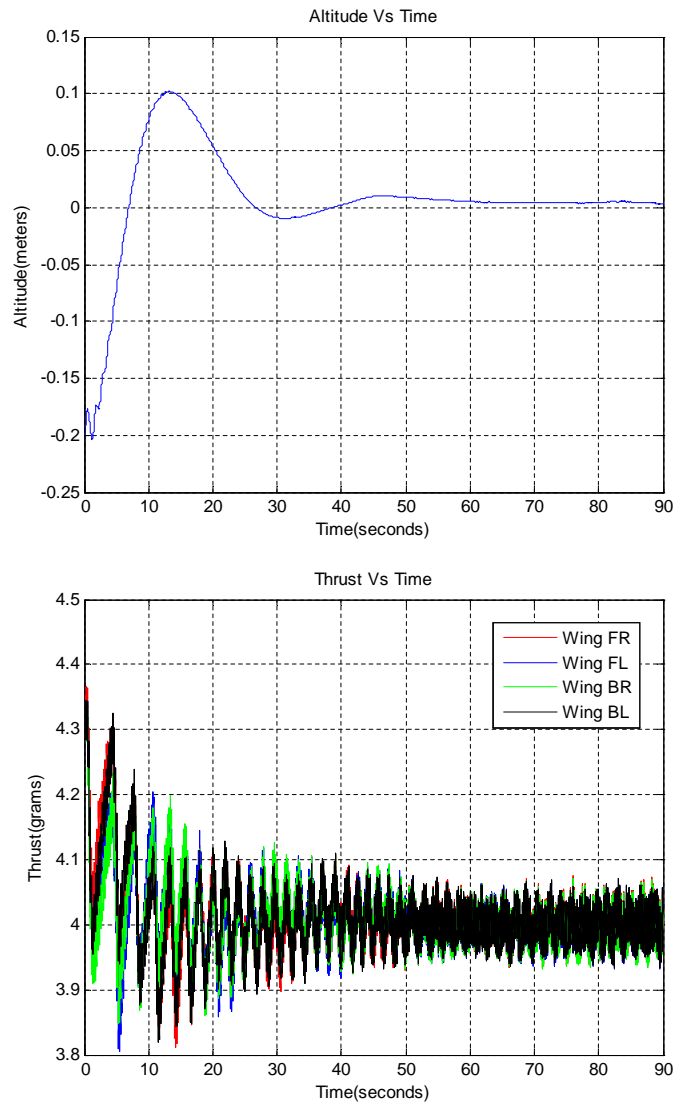 Altitude Vs Time
0.15
0.1
0.05
0
-0.05
-0.1
-0.15
-0.2
-0.25
Altitude(meters)
0 10 20 30 40 50 60 70 80 90
Time(seconds)
Thrust Vs Time
4.5
4.4
4.3
4.2
4.1
4
3.9
3.8
Thrust(grams)
Wing FR
Wing FL
Wing BR
Wing BL
0 10 20 30 40 50 60 70 80 90
Time(seconds)